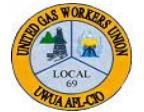 UNITED GAS WORKERS UNION
LOCAL
69
UWUA AFL-CIO